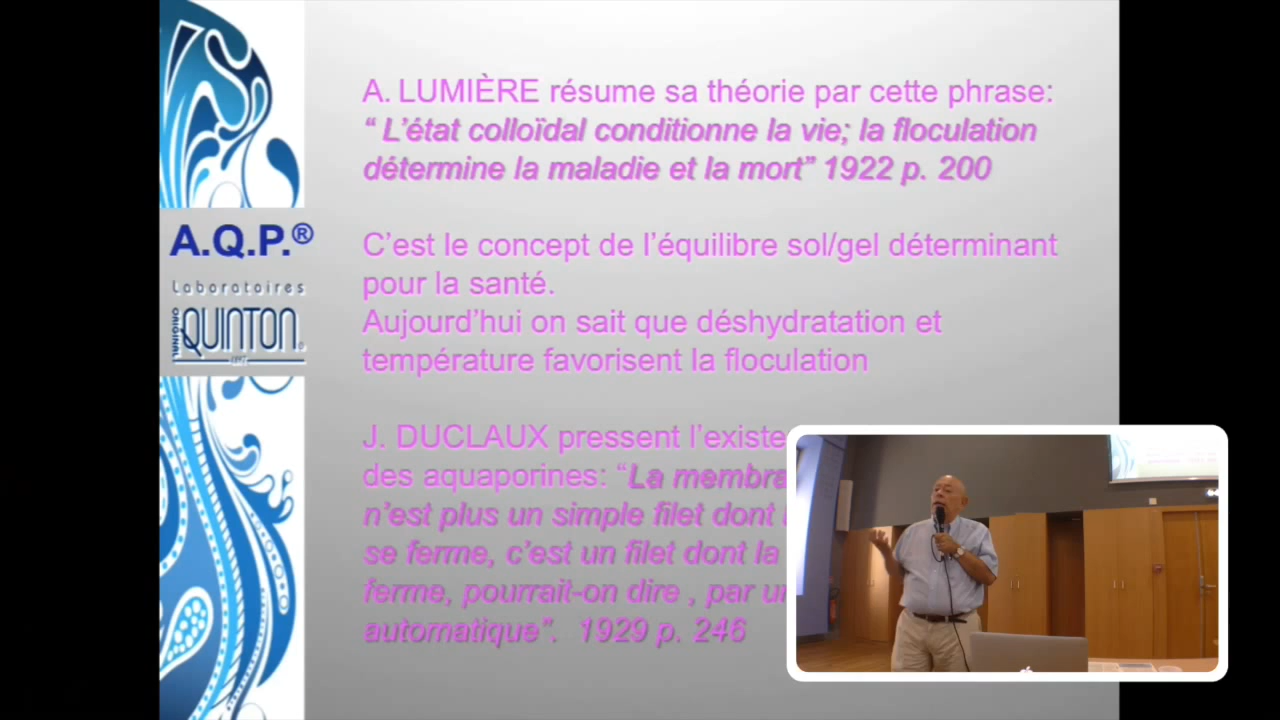 A. LUMIÈRE résume sa théorie par cette phrase:
“ L’état colloïdal conditionne la vie; la floculation
détermine la maladie et la mort” 1922 p. 200
A.Q.P.®
Laboratoires
ORIGINAL QUINTON
C’est le concept de l’équilibre sol/gel déterminant
pour la santé.
Aujourd’hui on sait que déshydratation et
température favorisent la floculation
J. DUCLAUX pressent l’existe
des aquaporines: “La membra
n’est plus un simple filet dont
se ferme, c’est un filet dont la
ferme, pourrait-on dire , par
automatique”. 1929 p. 246